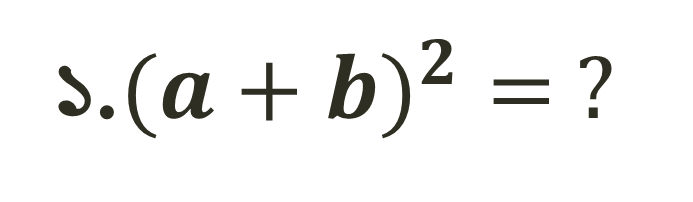 ১.(a + b)² = ?